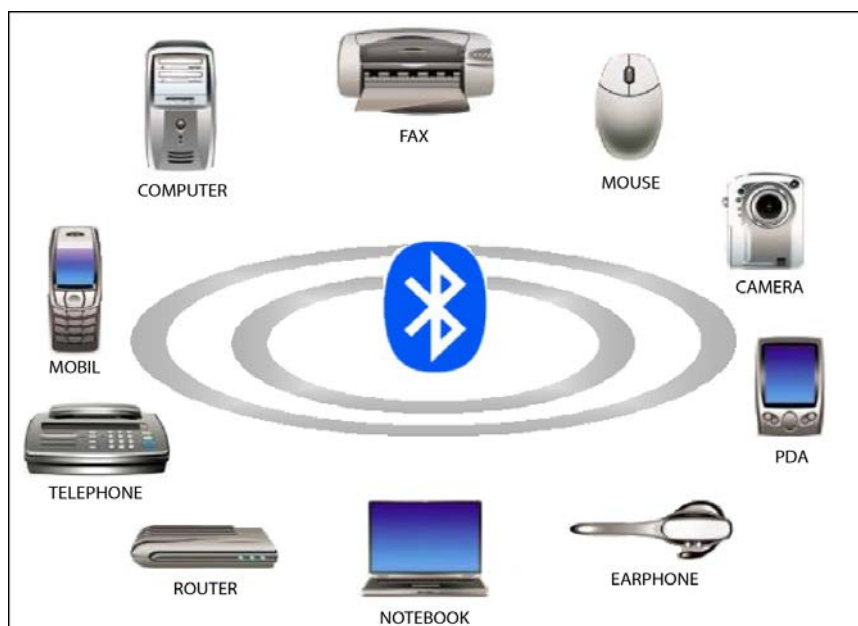 FAX
COMPUTER
MOUSE
CAMERA
MOBIL
PDA
TELEPHONE
EARPHONE
ROUTER
NOTEBOOK